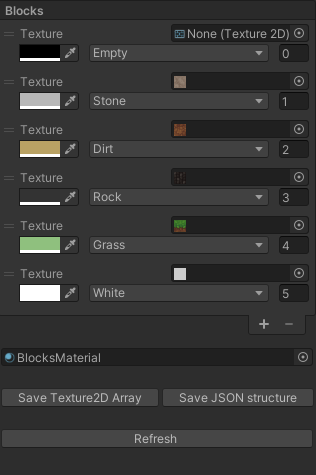 Blocks
Texture None (Texture 2D)
Empty 0
Texture
Stone 1
Texture
Dirt 2
Texture
Rock 3
Texture
Grass 4
Texture
White 5
+ −
BlocksMaterial
Save Texture2D Array Save JSON structure
Refresh